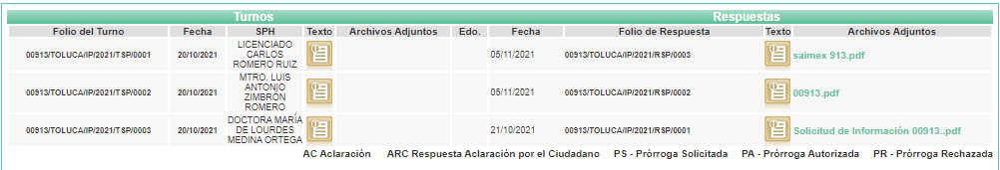 Turnos Respuestas
Folio del Turno Fecha SPH Texto Archivos Adjuntos Edo. Fecha Folio de Respuesta Texto Archivos Adjuntos
00913/TOLUCA/IP/2021/TSP/0001 20/10/2021 LICENCIADO CARLOS ROMERO RUIZ 05/11/2021 00913/TOLUCA/IP/2021/RSP/0003 saimex 913.pdf
00913/TOLUCA/IP/2021/TSP/0002 20/10/2021 MTRO. LUIS ANTONJO ZIMBRÓN ROMERO 05/11/2021 00913/TOLUCA/IP/2021/RSP/0002 00913.pdf
00913/TOLUCA/IP/2021/TSP/0003 20/10/2021 DOCTORA MARÍA DE LOURDES MEDINA ORTEGA 21/10/2021 00913/TOLUCA/IP/2021/RSP/0001 Solicitud de Información 00913..pdf
AC Aclaración ARC Respuesta Aclaración por el Ciudadano PS - Prórroga Solicitada PA - Prórroga Autorizada PR - Prórroga Rechazada